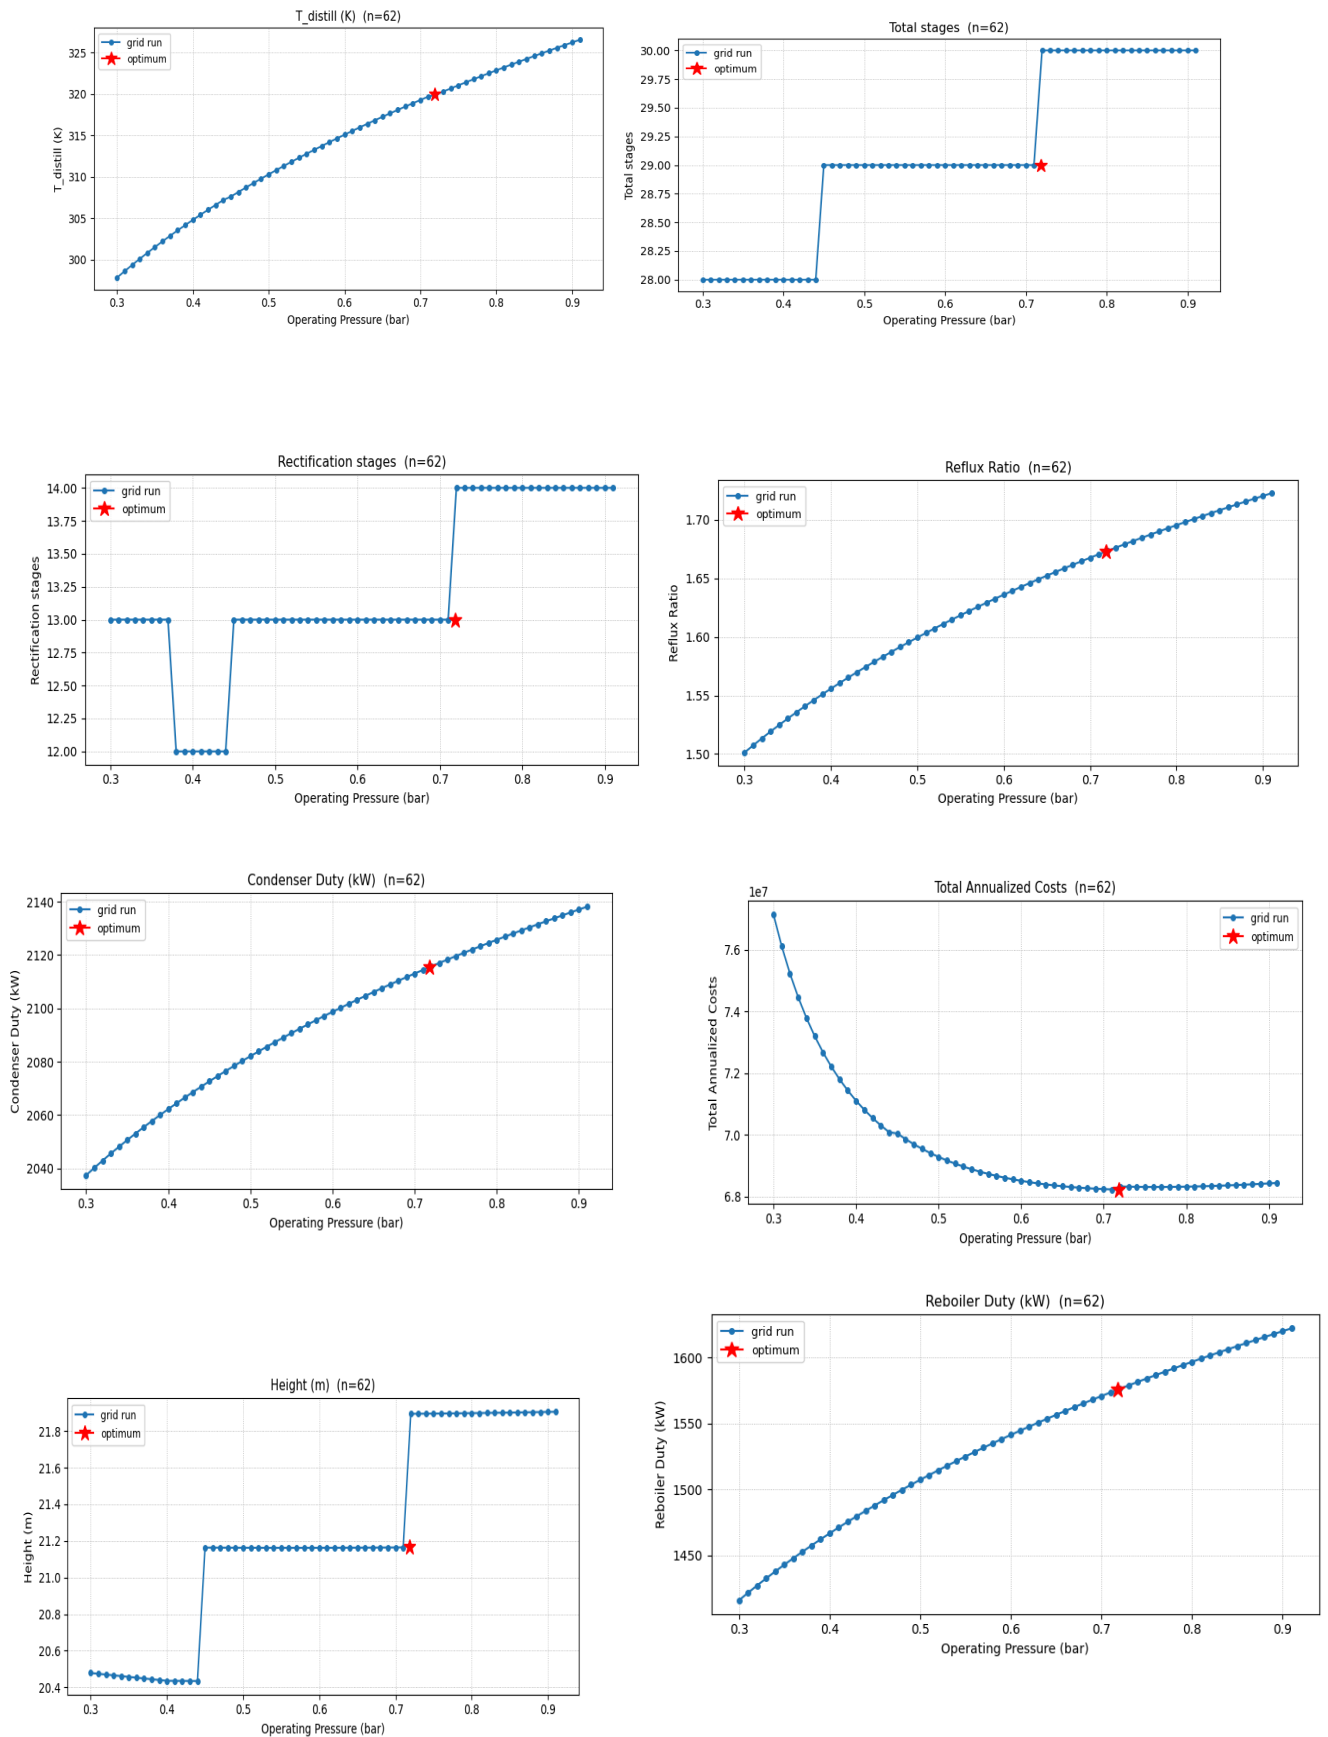 T_distill (K) (n=62)
grid run
optimum
325
320
315
310
305
300
T_distill (K)
0.3 0.4 0.5 0.6 0.7 0.8 0.9
Operating Pressure (bar)
Total stages (n=62)
grid run
optimum
30.00
29.75
29.50
29.25
29.00
28.75
28.50
28.25
28.00
Total stages
0.3 0.4 0.5 0.6 0.7 0.8 0.9
Operating Pressure (bar)
Rectification stages (n=62)
grid run
optimum
14.00
13.75
13.50
13.25
13.00
12.75
12.50
12.25
12.00
Rectification stages
0.3 0.4 0.5 0.6 0.7 0.8 0.9
Operating Pressure (bar)
Reflux Ratio (n=62)
grid run
optimum
1.70
1.65
1.60
1.55
1.50
Reflux Ratio
0.3 0.4 0.5 0.6 0.7 0.8 0.9
Operating Pressure (bar)
Condenser Duty (kW) (n=62)
grid run
optimum
2140
2120
2100
2080
2060
2040
Condenser Duty (kW)
0.3 0.4 0.5 0.6 0.7 0.8 0.9
Operating Pressure (bar)
Total Annualized Costs (n=62)
1e7
grid run
optimum
7.6
7.4
7.2
7.0
6.8
Total Annualized Costs
0.3 0.4 0.5 0.6 0.7 0.8 0.9
Operating Pressure (bar)
Height (m) (n=62)
grid run
optimum
21.8
21.6
21.4
21.2
21.0
20.8
20.6
20.4
Height (m)
0.3 0.4 0.5 0.6 0.7 0.8 0.9
Operating Pressure (bar)
Reboiler Duty (kW) (n=62)
grid run
optimum
1600
1550
1500
1450
Reboiler Duty (kW)
0.3 0.4 0.5 0.6 0.7 0.8 0.9
Operating Pressure (bar)